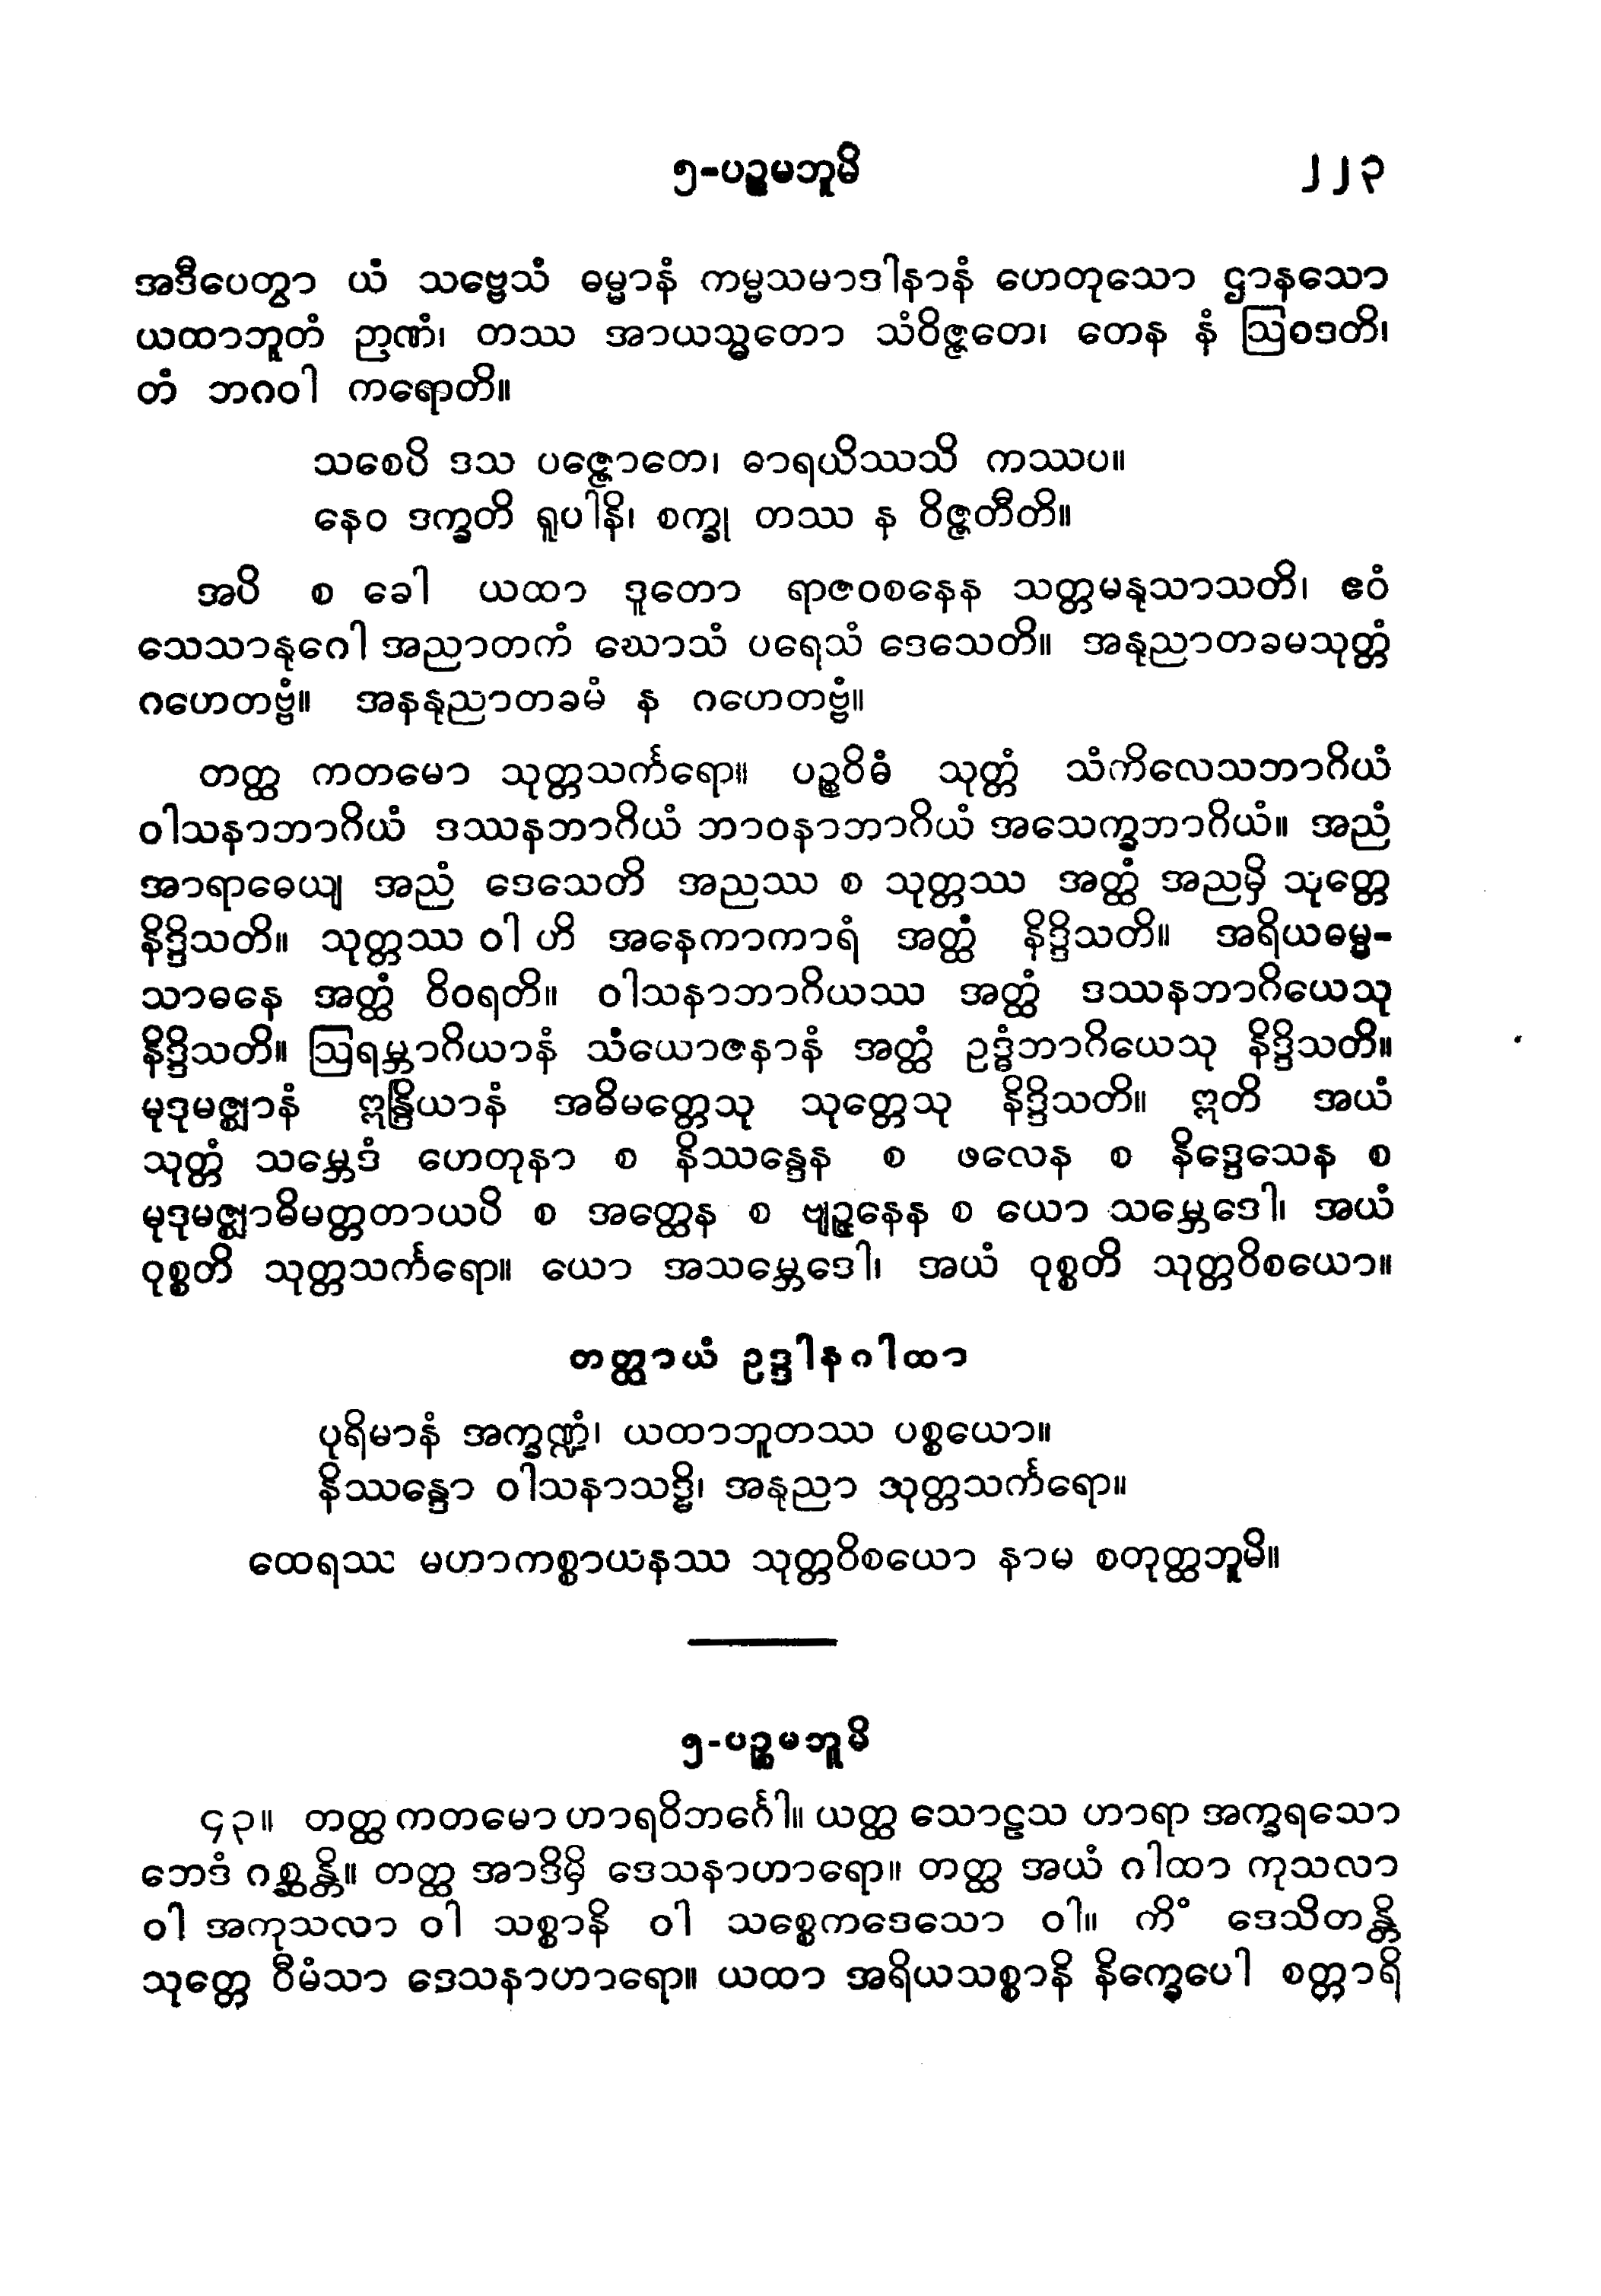 ၅-ပဉ္စမဘူမိ ၂၂၃
အဒီပေတွာ ယံ သဗ္ဗေသံ ဓမ္မာနံ ကမ္မသမာဒါနာနံ ဟေတုသော ဌာနသော
ယထာဘူတံ ဉာဏံ၊ တဿ အာယသ္မတော သံဝိဇ္ဇတေ၊ တေန နံ ဩဝဒတိ၊
တံ ဘဂဝါ ကရောတိ။
သစေပိ ဒသ ပဇ္ဇောတေ၊ ဓာရယိဿသိ ကဿပ။
နေဝ ဒက္ခတိ ရူပါနိ၊ စက္ခု တဿ န ဝိဇ္ဇတီတိ။
အပိ စ ခေါ ယထာ ဒူတော ရာဇဝစနေန သတ္တမနုသာသတိ၊ ဧဝံ
သေသာနုဂေါ အညာတကံ ဃောသံ ပရေသံ ဒေသေတိ။ အနုညာတခမသုတ္တံ
ဂဟေတဗ္ဗံ။ အနနုညာတခမံ န ဂဟေတဗ္ဗံ။
တတ္ထ ကတမော သုတ္တသင်္ကရော။ ပဉ္စဝိဓံ သုတ္တံ သံကိလေသဘာဂိယံ
ဝါသနာဘာဂိယံ ဒဿနဘာဂိယံ ဘာဝနာဘာဂိယံ အသေက္ခဘာဂိယံ။ အညံ
အာရာဓေယျ အညံ ဒေသေတိ အညဿ စ သုတ္တဿ အတ္ထံ အညမှိ သုတ္တေ
နိဒ္ဒိသတိ။ သုတ္တဿ ဝါ ဟိ အနေကာကာရံ အတ္ထံ နိဒ္ဒိသတိ။ အရိယဓမ္မ-
သာဓနေ အတ္ထံ ဝိဝရတိ။ ဝါသနာဘာဂိယဿ အတ္ထံ ဒဿနဘာဂိယေသု
နိဒ္ဒိသတိ။ ဩရမ္ဘာဂိယာနံ သံယောဇနာနံ အတ္ထံ ဥဒ္ဓံဘာဂိယေသု နိဒ္ဒိသတိ။
မုဒုမဇ္ဈာနံ ဣန္ဒြိယာနံ အဓိမတ္တေသု သုတ္တေသု နိဒ္ဒိသတိ။ ဣတိ အယံ
သုတ္တံ သမ္ဘေဒံ ဟေတုနာ စ နိဿန္ဒေန စ ဖလေန စ နိဒ္ဒေသေန စ
မုဒုမဇ္ဈာဓိမတ္တတာယပိ စ အတ္ထေန စ ဗျဉ္ဇနေန စ ယော သမ္ဘေဒေါ၊ အယံ
ဝုစ္စတိ သုတ္တသင်္ကရော။ ယော အသမ္ဘေဒေါ၊ အယံ ဝုစ္စတိ သုတ္တဝိစယော။
တတ္ထာယံ ဥဒ္ဒါနဂါထာ
ပုရိမာနံ အက္ခဏ္ဍံ၊ ယထာဘူတဿ ပစ္စယော။
နိဿန္ဒော ဝါသနာသဒ္ဓိ၊ အနုညာ သုတ္တသင်္ကရော။
ထေရဿ မဟာကစ္စာယနဿ သုတ္တဝိစယော နာမ စတုတ္ထဘူမိ။
၅-ပဉ္စမဘူမိ
၄၃။ တတ္ထ ကတမော ဟာရဝိဘင်္ဂေါ။ ယတ္ထ သောဠသ ဟာရာ အက္ခရသော
ဘေဒံ ဂစ္ဆန္တိ။ တတ္ထ အာဒိမှိ ဒေသနာဟာရော။ တတ္ထ အယံ ဂါထာ ကုသလာ
ဝါ အကုသလာ ဝါ သစ္စာနိ ဝါ သစ္စေကဒေသော ဝါ။ ကိံ ဒေသိတန္တိ
သုတ္တေ ဝီမံသာ ဒေသနာဟာရော။ ယထာ အရိယသစ္စာနိ နိက္ခေပေါ စတ္တာရိ